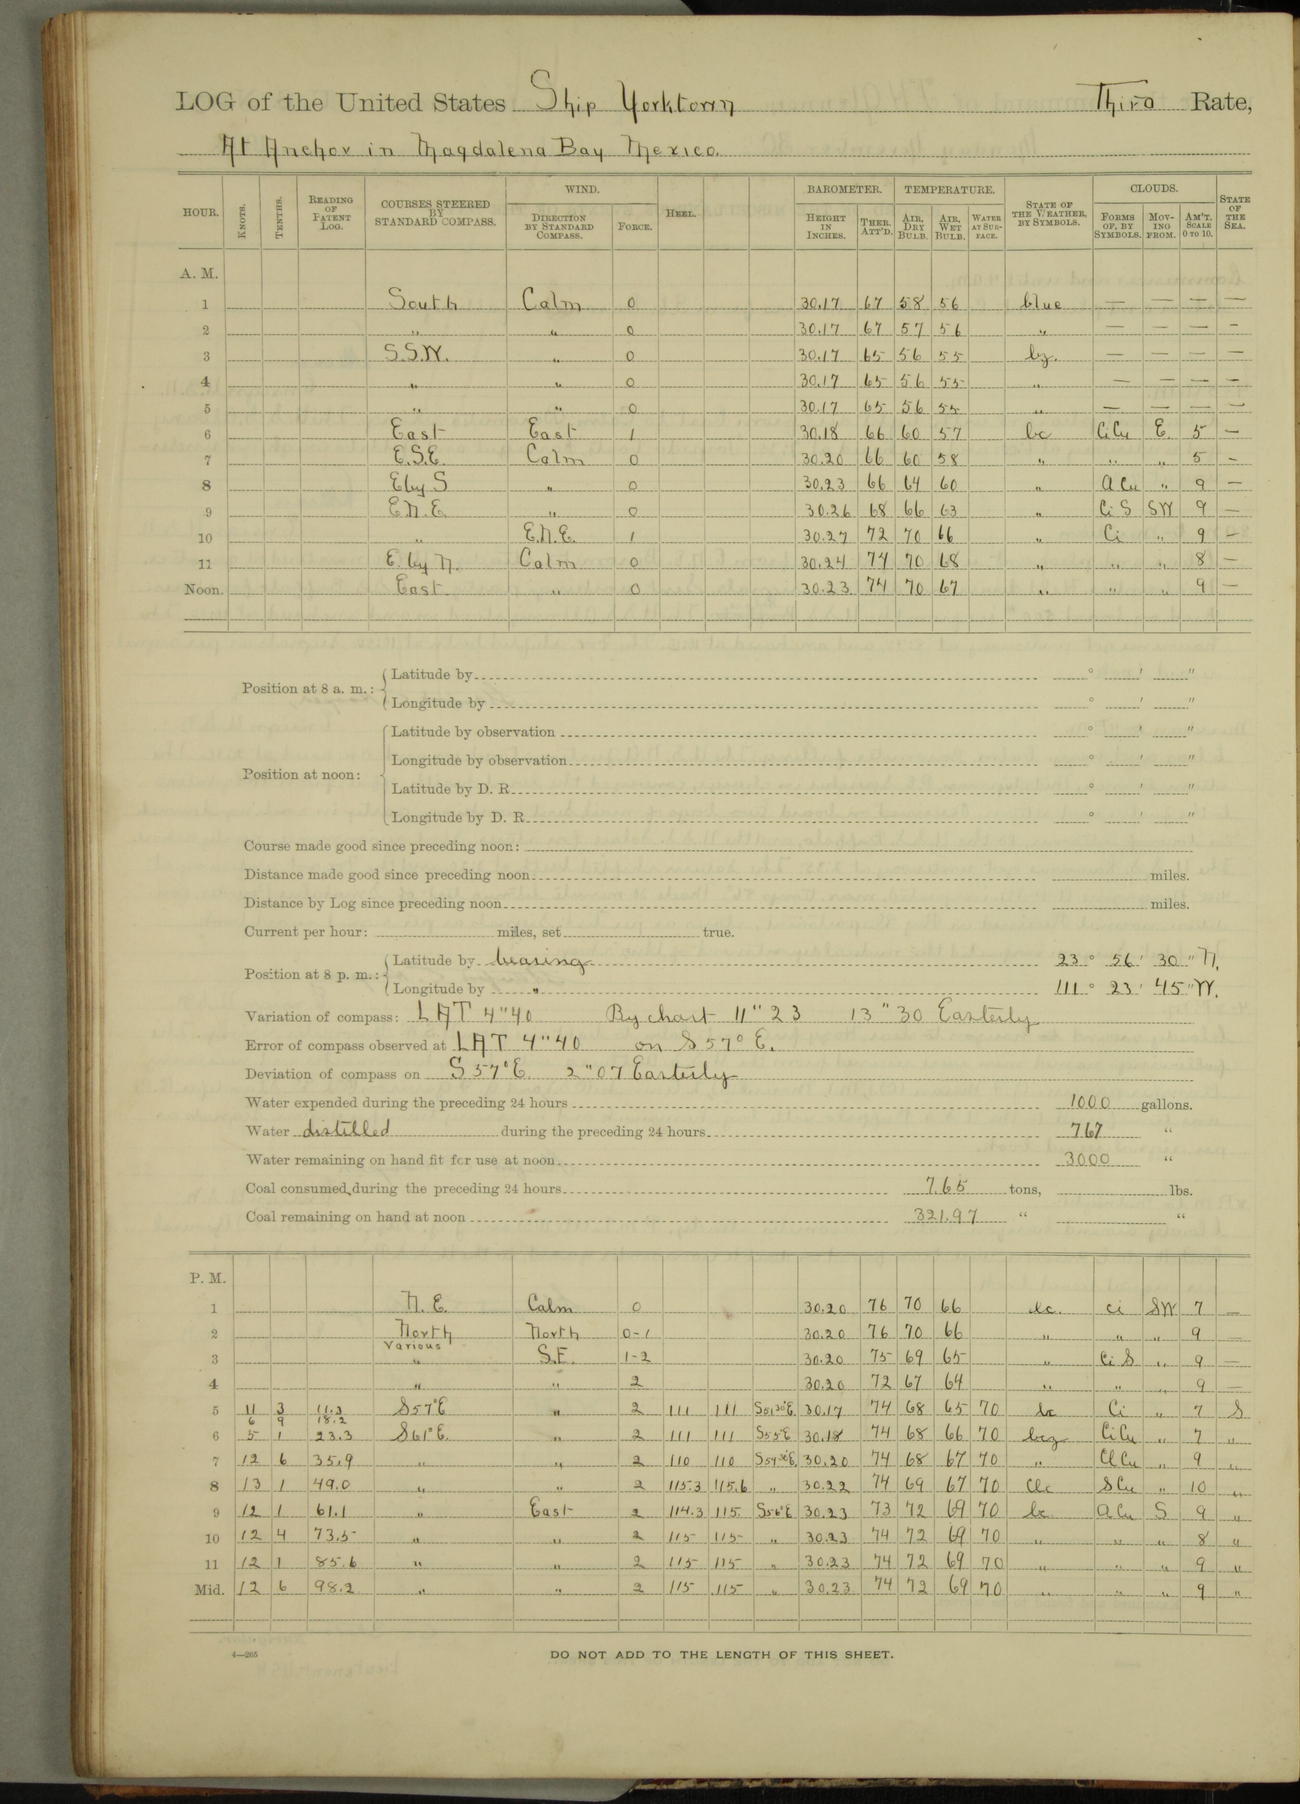 LOG of the United States Ship Yorktown Third Rate,
At Anchor in Magdalena Bay Mexico.
HOUR. KNOTS. TENTHS. READING OF PATENT LOG. COURSES STEERED BY STANDARD COMPASS. WIND. DIRECTION BY STANDARD COMPASS. FORCE. HEEL. BAROMETER. HEIGHT IN INCHES. THER. ATT'D. TEMPERATURE. AIR, DRY BULB. AIR, WET BULB. WATER AT SURFACE. STATE OF THE WEATHER, BY SYMBOLS. CLOUDS. FORMS OF, BY SYMBOLS. MOVING FROM. AM'T. SCALE 0 TO 10. STATE OF THE SEA.
A. M.
1 South Calm 0 30.17 67 58 56 blue — — — —
2 " " 0 30.17 67 57 56 " — — — —
3 S.S.W. " 0 30.17 65 56 55 bz. — — — —
4 " " 0 30.17 65 56 55 " — — — —
5 " " 0 30.17 65 56 55 " — — — —
6 East East 1 30.18 66 60 57 bc CiCu E. 5 —
7 E.S.E. Calm 0 30.20 66 60 58 " " " 5 —
8 E by S " 0 30.23 66 64 60 " A Cu " 9 —
9 E.N.E. " 0 30.26 68 66 63 " Ci S SW 9 —
10 " E.N.E. 1 30.27 72 70 66 " Ci " 9 —
11 E. by N. Calm 0 30.24 74 70 68 " " " 8 —
Noon. East. " 0 30.23 74 70 67 " " " 9 —
Position at 8 a. m.: Latitude by ° ' "
Longitude by ° ' "
Position at noon: Latitude by observation ° ' "
Longitude by observation ° ' "
Latitude by D. R. ° ' "
Longitude by D. R. ° ' "
Course made good since preceding noon:
Distance made good since preceding noon miles.
Distance by Log since preceding noon miles.
Current per hour: miles, set true.
Position at 8 p. m.: Latitude by bearing 23° 56' 30" N.
Longitude by " 111° 23' 45" W.
Variation of compass: LAT 4"40 By chart 11"23 13"30 Easterly
Error of compass observed at LAT 4"40 on S 57° E.
Deviation of compass on S 57° E. 2"07 Easterly
Water expended during the preceding 24 hours 1000 gallons.
Water distilled during the preceding 24 hours 767 "
Water remaining on hand fit for use at noon 3000 "
Coal consumed during the preceding 24 hours 7.65 tons, lbs.
Coal remaining on hand at noon 321.97 " "
P. M.
1 N. E. Calm 0 30.20 76 70 66 bc. Ci SW 7 —
2 North North 0-1 30.20 76 70 66 " " " 9 —
Various
3 " S.E. 1-2 30.20 75 69 65 " Ci S " 9 —
4 " " 2 30.20 72 67 64 " " " 9 —
5 11 3 11.3 S57°E " 2 111 111 S51°30'E 30.17 74 68 65 70 bc Ci " 7 S
6 9 18.2
6 5 1 23.3 S61°E. " 2 111 111 S55°E 30.18 74 68 66 70 bcz CiCu " 7 "
7 12 6 35.9 " " 2 110 110 30.20 74 68 67 70 " " 9 "
8 13 1 49.0 " " 2 115.3 115.6 " 30.22 74 69 67 70 S Cu " 10 "
9 12 1 61.1 " East 2 114.3 115. S56°E 30.23 73 72 69 70 bc A Cu S 9 "
10 12 4 73.5 " " 2 115 115 " 30.23 74 72 69 70 " " " 8 "
11 12 1 85.6 " " 2 115 115 " 30.23 74 72 69 70 " " " 9 "
Mid. 12 6 98.2 " " 2 115 115 " 30.23 74 72 69 70 " " " 9 "
4—265 DO NOT ADD TO THE LENGTH OF THIS SHEET.